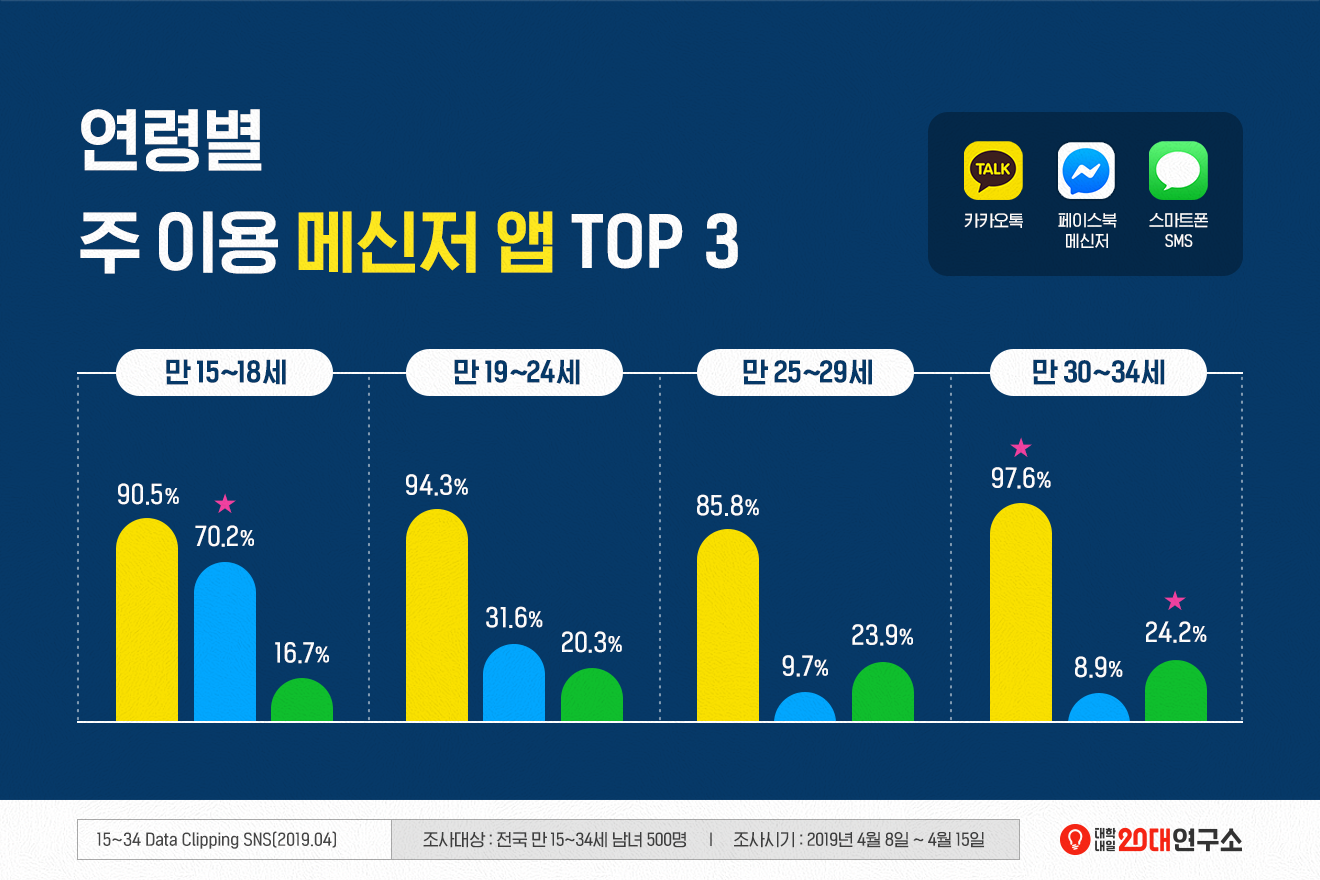 연령별
주 이용 메신저 앱 TOP 3
TALK
카카오톡
페이스북
메신저
스마트폰
SMS
만 15~18세
만 19~24세
만 25~29세
만 30~34세
90.5%
70.2%
16.7%
94.3%
31.6%
20.3%
85.8%
9.7%
23.9%
97.6%
8.9%
24.2%
15~34 Data Clipping SNS(2019.04)
조사대상 : 전국 만 15~34세 남녀 500명 | 조사시기 : 2019년 4월 8일 ~ 4월 15일
대학
내일
20대연구소